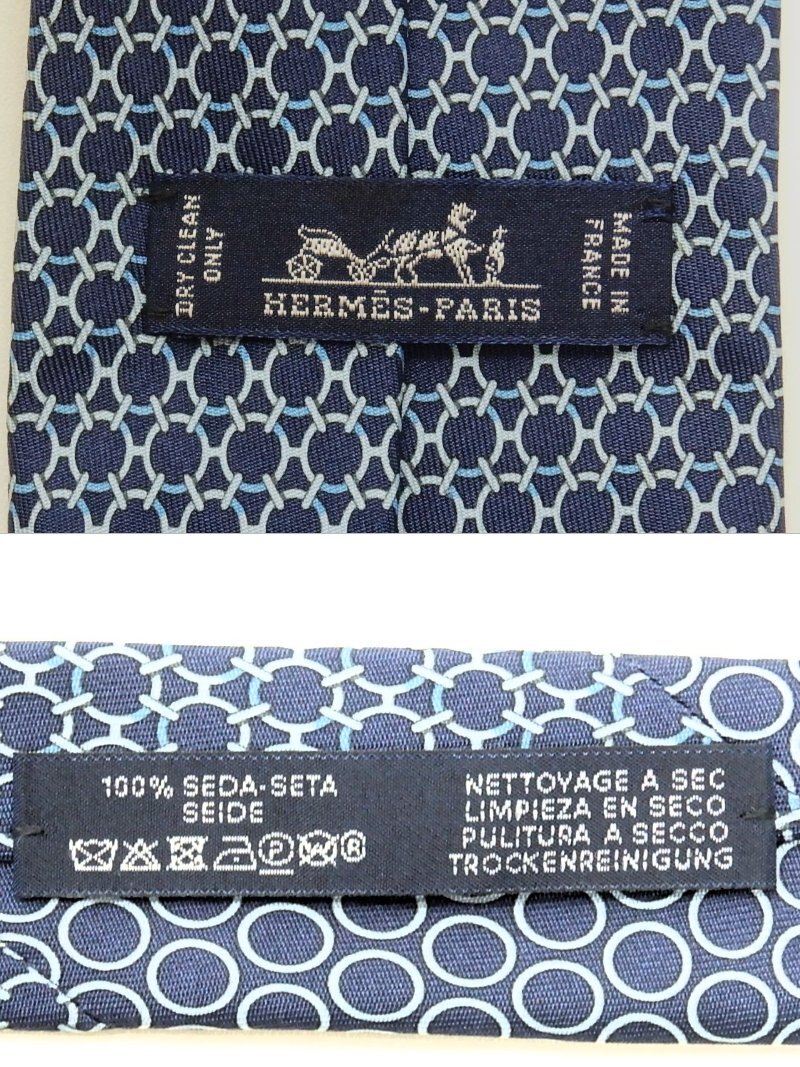 DRY CLEAN
ONLY
HERMÈS-PARIS
MADE IN
FRANCE
100% SEDA-SETA
SEIDE
P
R
NETTOYAGE A SEC
LIMPIEZA EN SECO
PULITURA A SECCO
TROCKENREINIGUNG